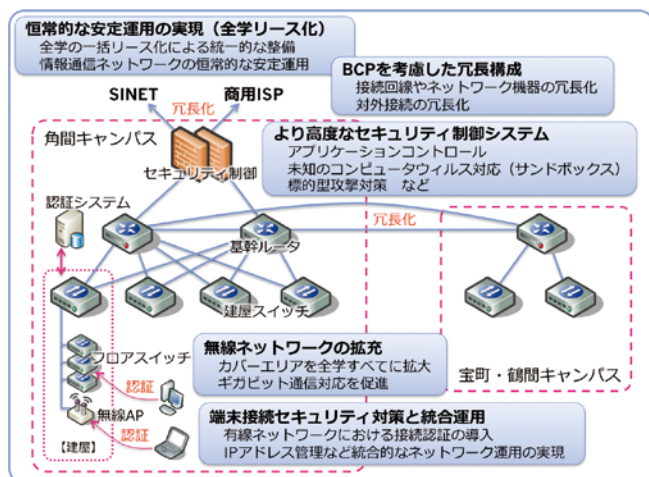 恒常的な安定運用の実現（全学リース化）
全学の一括リース化による統一的な整備
情報通信ネットワークの恒常的な安定運用
BCPを考慮した冗長構成
接続回線やネットワーク機器の冗長化
対外接続の冗長化
SINET
商用ISP
冗長化
角間キャンパス
より高度なセキュリティ制御システム
アプリケーションコントロール
未知のコンピュータウィルス対応（サンドボックス）
標的型攻撃対策　など
セキュリティ制御
認証システム
冗長化
基幹ルータ
建屋スイッチ
無線ネットワークの拡充
カバーエリアを全学すべてに拡大
ギガビット通信対応を促進
フロアスイッチ
宝町・鶴間キャンパス
認証
無線AP
認証
【建屋】
端末接続セキュリティ対策と統合運用
有線ネットワークにおける接続認証の導入
IPアドレス管理など統合的なネットワーク運用の実現